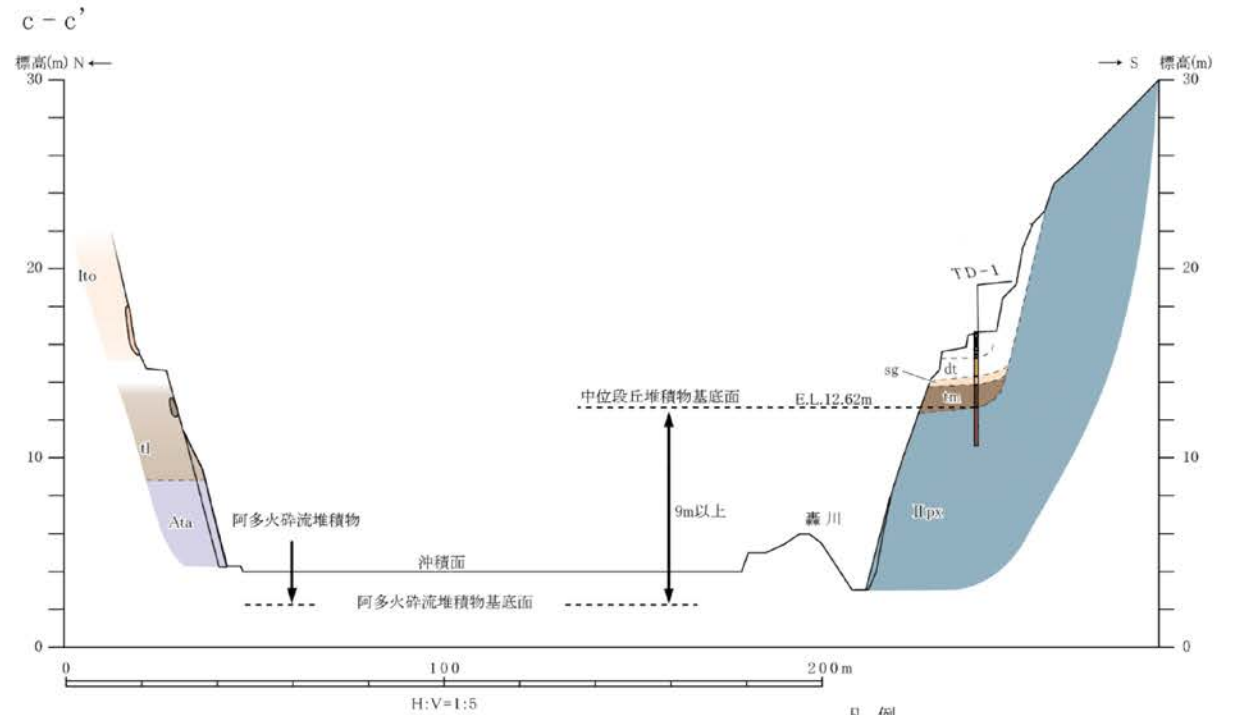 c－c’
標高(m) N ←
→ S 標高(m)
30
30
Ito
20
20
TD-1
sg
dt
中位段丘堆積物基底面
E.L.12.62m
tm
tl
10
10
9m以上
轟川
Ⅱpx
Ata
阿多火砕流堆積物
沖積面
阿多火砕流堆積物基底面
0
0
0
100
200m
H:V=1:5